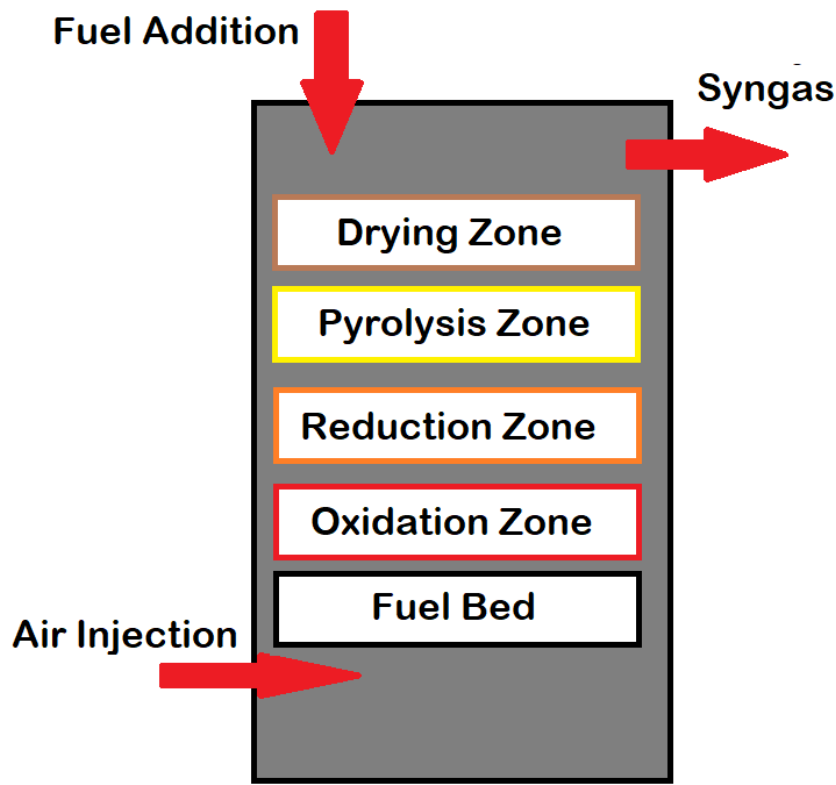 Fuel Addition
Syngas
Drying Zone
Pyrolysis Zone
Reduction Zone
Oxidation Zone
Fuel Bed
Air Injection